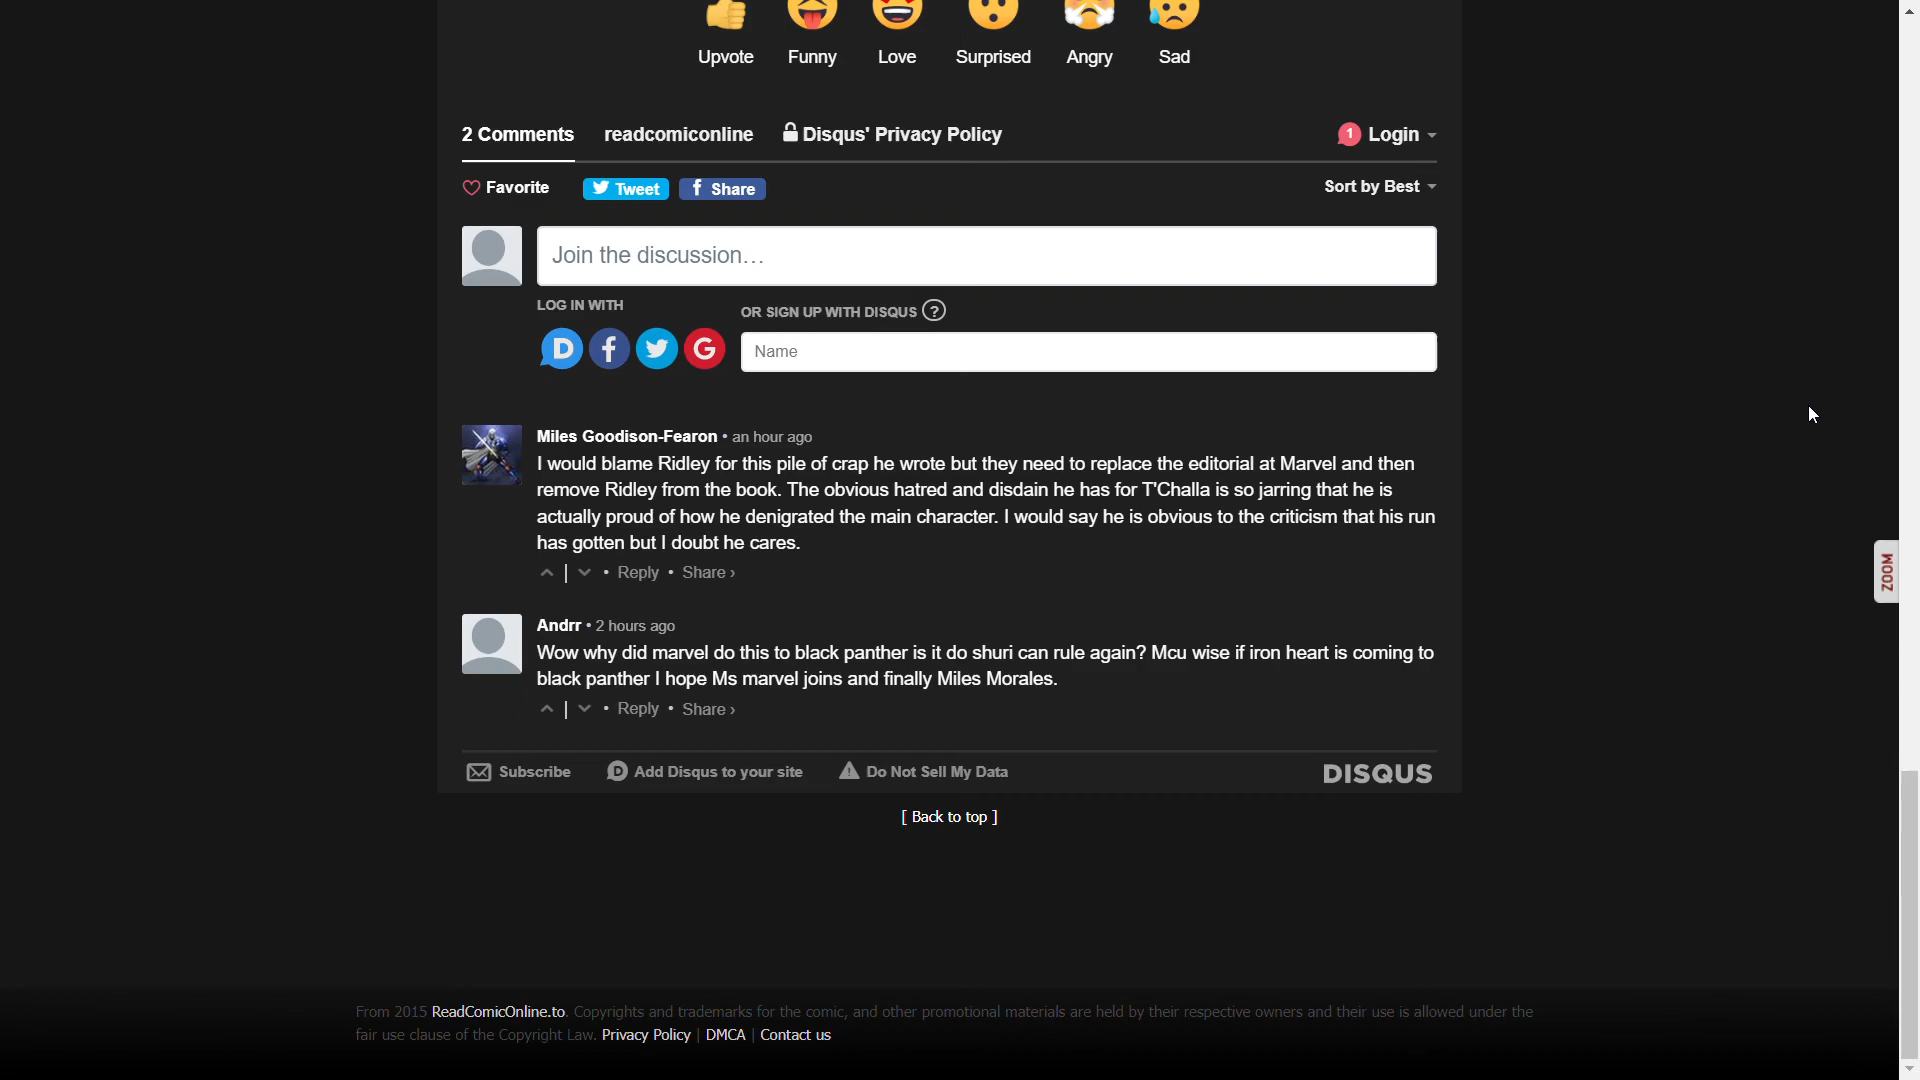 Upvote Funny Love Surprised Angry Sad
2 Comments readcomiconline Disqus' Privacy Policy 1 Login
Favorite Tweet f Share Sort by Best
Join the discussion…
LOG IN WITH
OR SIGN UP WITH DISQUS ?
D f G
Name
Miles Goodison-Fearon • an hour ago
I would blame Ridley for this pile of crap he wrote but they need to replace the editorial at Marvel and then
remove Ridley from the book. The obvious hatred and disdain he has for T'Challa is so jarring that he is
actually proud of how he denigrated the main character. I would say he is obvious to the criticism that his run
has gotten but I doubt he cares.
• Reply • Share ›
ZOOM
Andrr • 2 hours ago
Wow why did marvel do this to black panther is it do shuri can rule again? Mcu wise if iron heart is coming to
black panther I hope Ms marvel joins and finally Miles Morales.
• Reply • Share ›
Subscribe D Add Disqus to your site Do Not Sell My Data DISQUS
[ Back to top ]
From 2015 ReadComicOnline.to. Copyrights and trademarks for the comic, and other promotional materials are held by their respective owners and their use is allowed under the
fair use clause of the Copyright Law. Privacy Policy | DMCA | Contact us